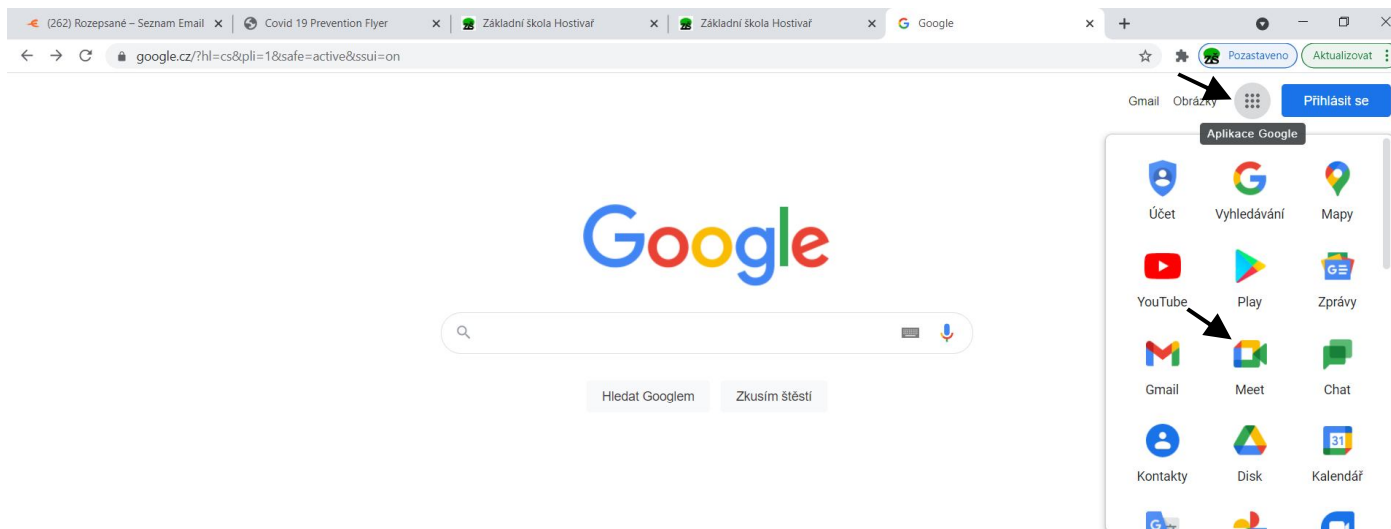 (262) Rozepsané – Seznam Email
Covid 19 Prevention Flyer
Základní škola Hostivař
Základní škola Hostivař
Google
google.cz/?hl=cs&pli=1&safe=active&ssui=on
Pozastaveno
Aktualizovat
Gmail Obrázky
Přihlásit se
Aplikace Google
Účet Vyhledávání Mapy
YouTube Play Zprávy
Gmail Meet Chat
31
Kontakty Disk Kalendář
Google
Hledat Googlem Zkusím štěstí